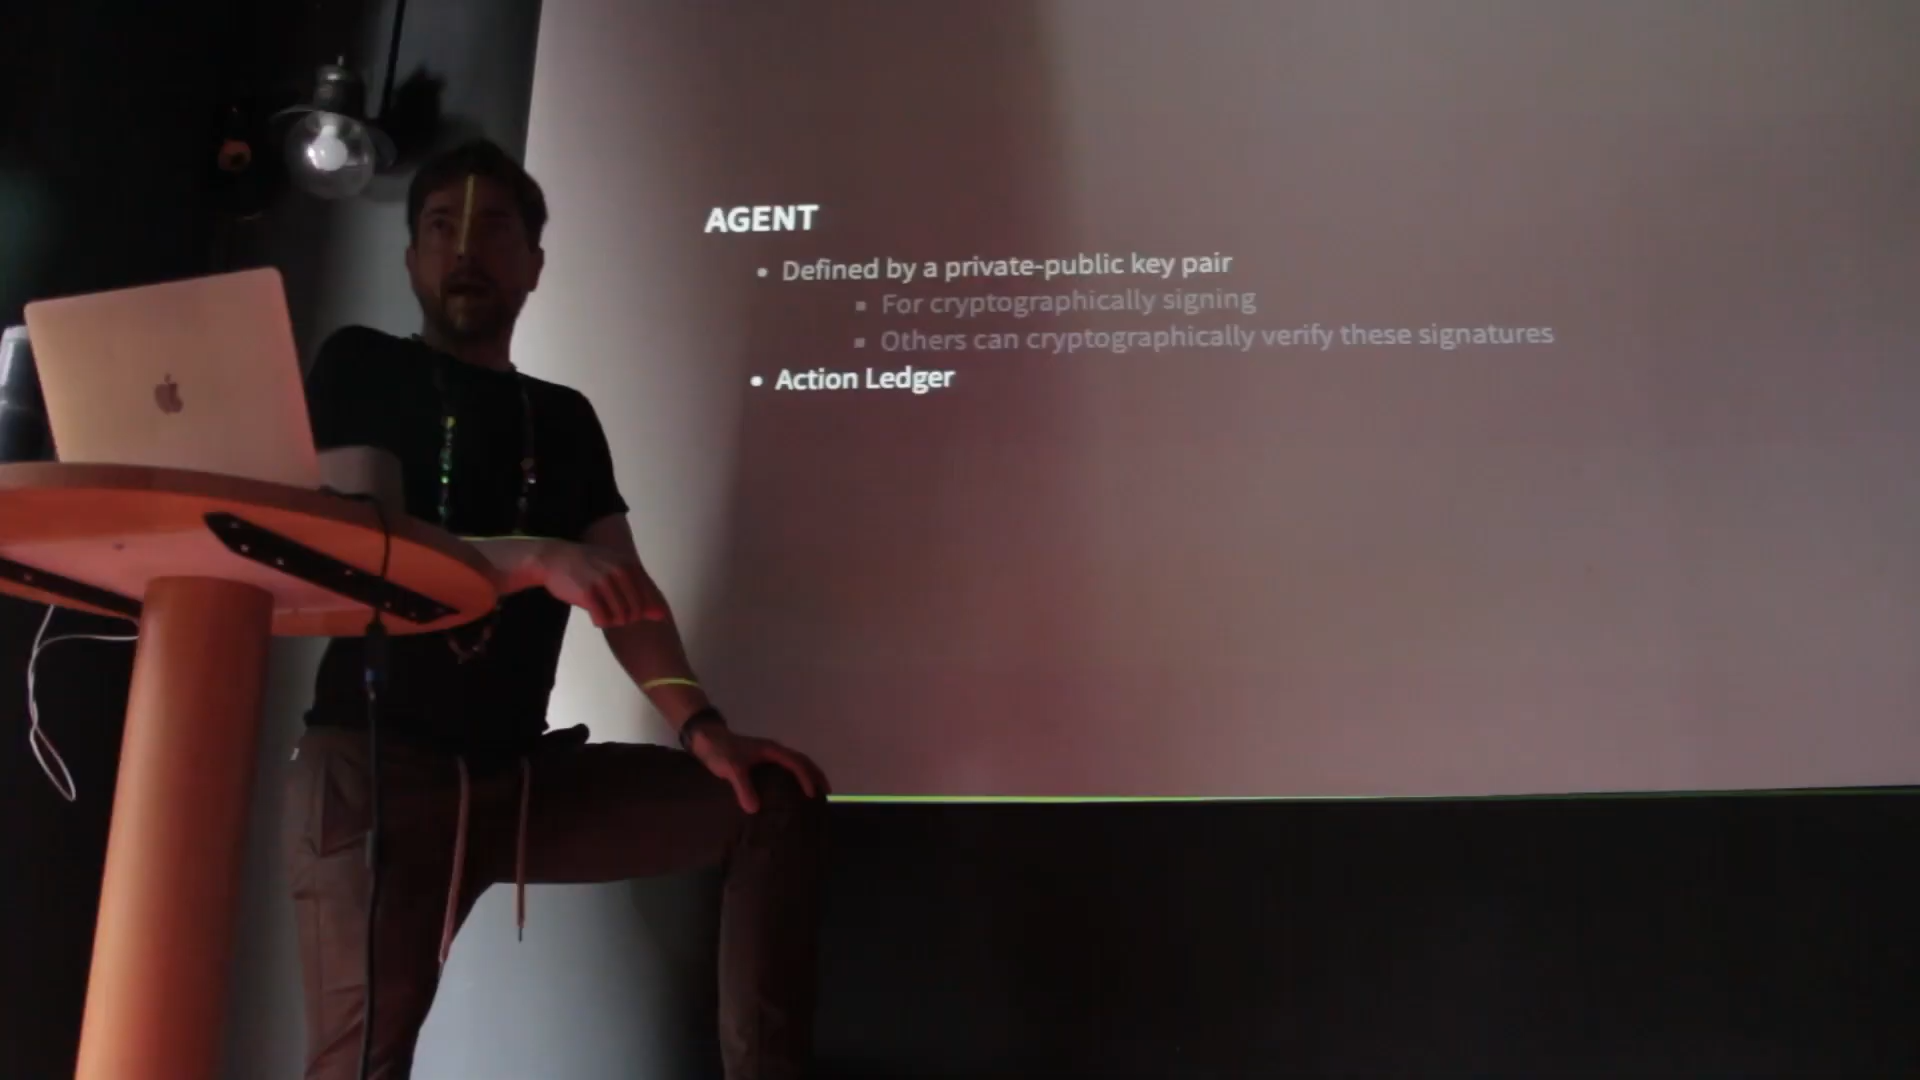 AGENT
• Defined by a private-public key pair
▪ For cryptographically signing
▪ Others can cryptographically verify these signatures
• Action Ledger